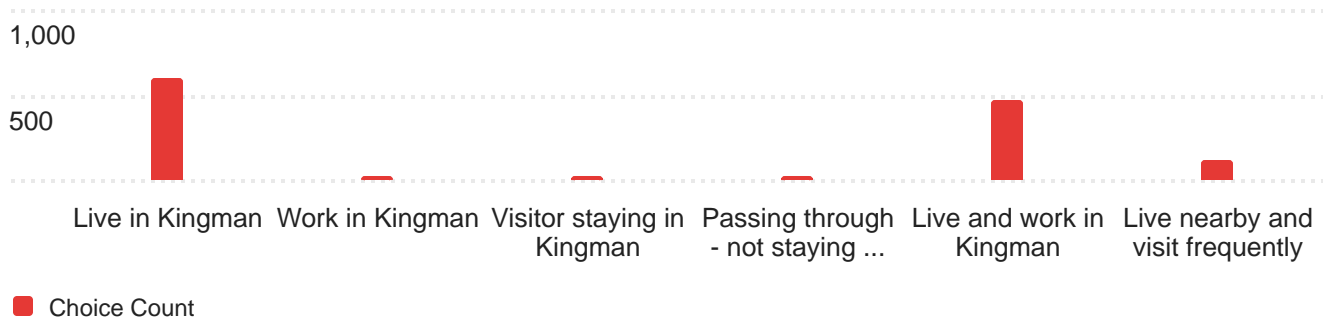 1,000
500
Live in Kingman
Work in Kingman
Visitor staying in
Kingman
Passing through
- not staying ...
Live and work in
Kingman
Live nearby and
visit frequently
Choice Count